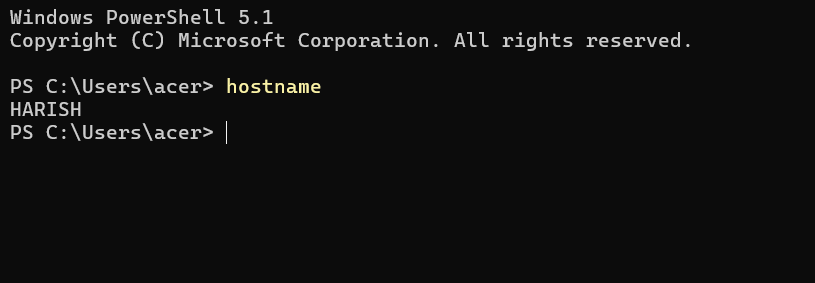 Windows PowerShell 5.1
Copyright (C) Microsoft Corporation. All rights reserved.
PS C:\Users\acer> hostname
HARISH
PS C:\Users\acer>